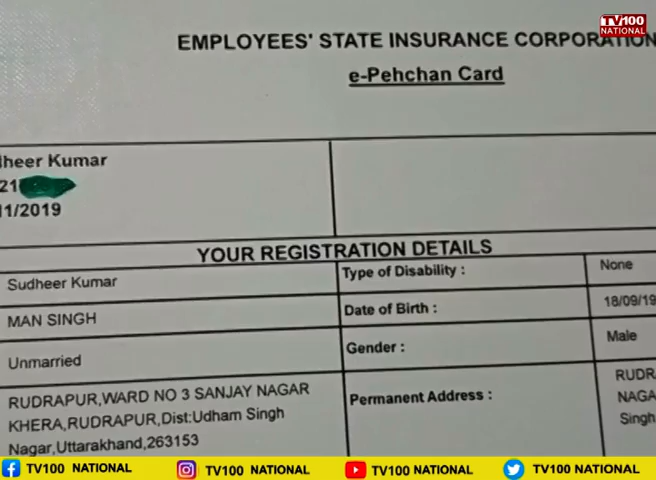 TV100
NATIONAL
EMPLOYEES' STATE INSURANCE CORPORATION
e-Pehchan Card
dheer Kumar
21
11/2019
YOUR REGISTRATION DETAILS
Sudheer Kumar Type of Disability : None
MAN SINGH Date of Birth : 18/09/19
Unmarried Gender : Male
RUDRAPUR,WARD NO 3 SANJAY NAGAR Permanent Address : RUDR
KHERA,RUDRAPUR,Dist:Udham Singh NAGA
Nagar,Uttarakhand,263153 Singh
TV100 NATIONAL TV100 NATIONAL TV100 NATIONAL TV100 NATIONAL